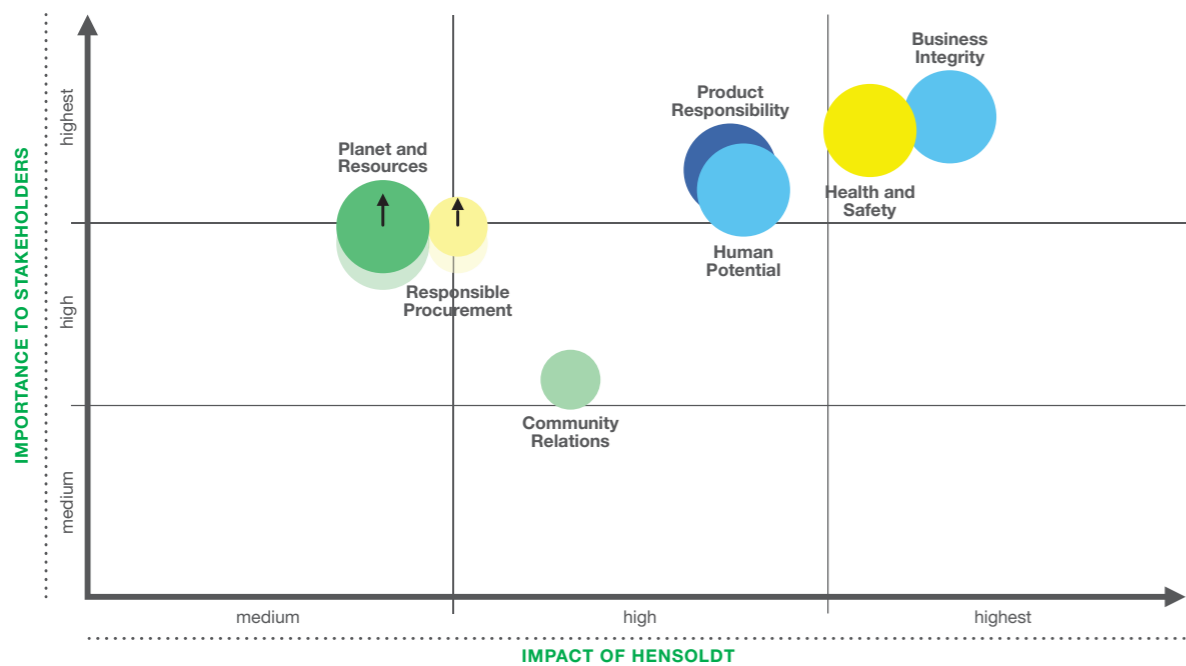 Business
Integrity
Product
Responsibility
Planet and
Resources
Health and
Safety
Human
Potential
Responsible
Procurement
Community
Relations
IMPORTANCE TO STAKEHOLDERS
highest
high
medium
medium
high
highest
IMPACT OF HENSOLDT